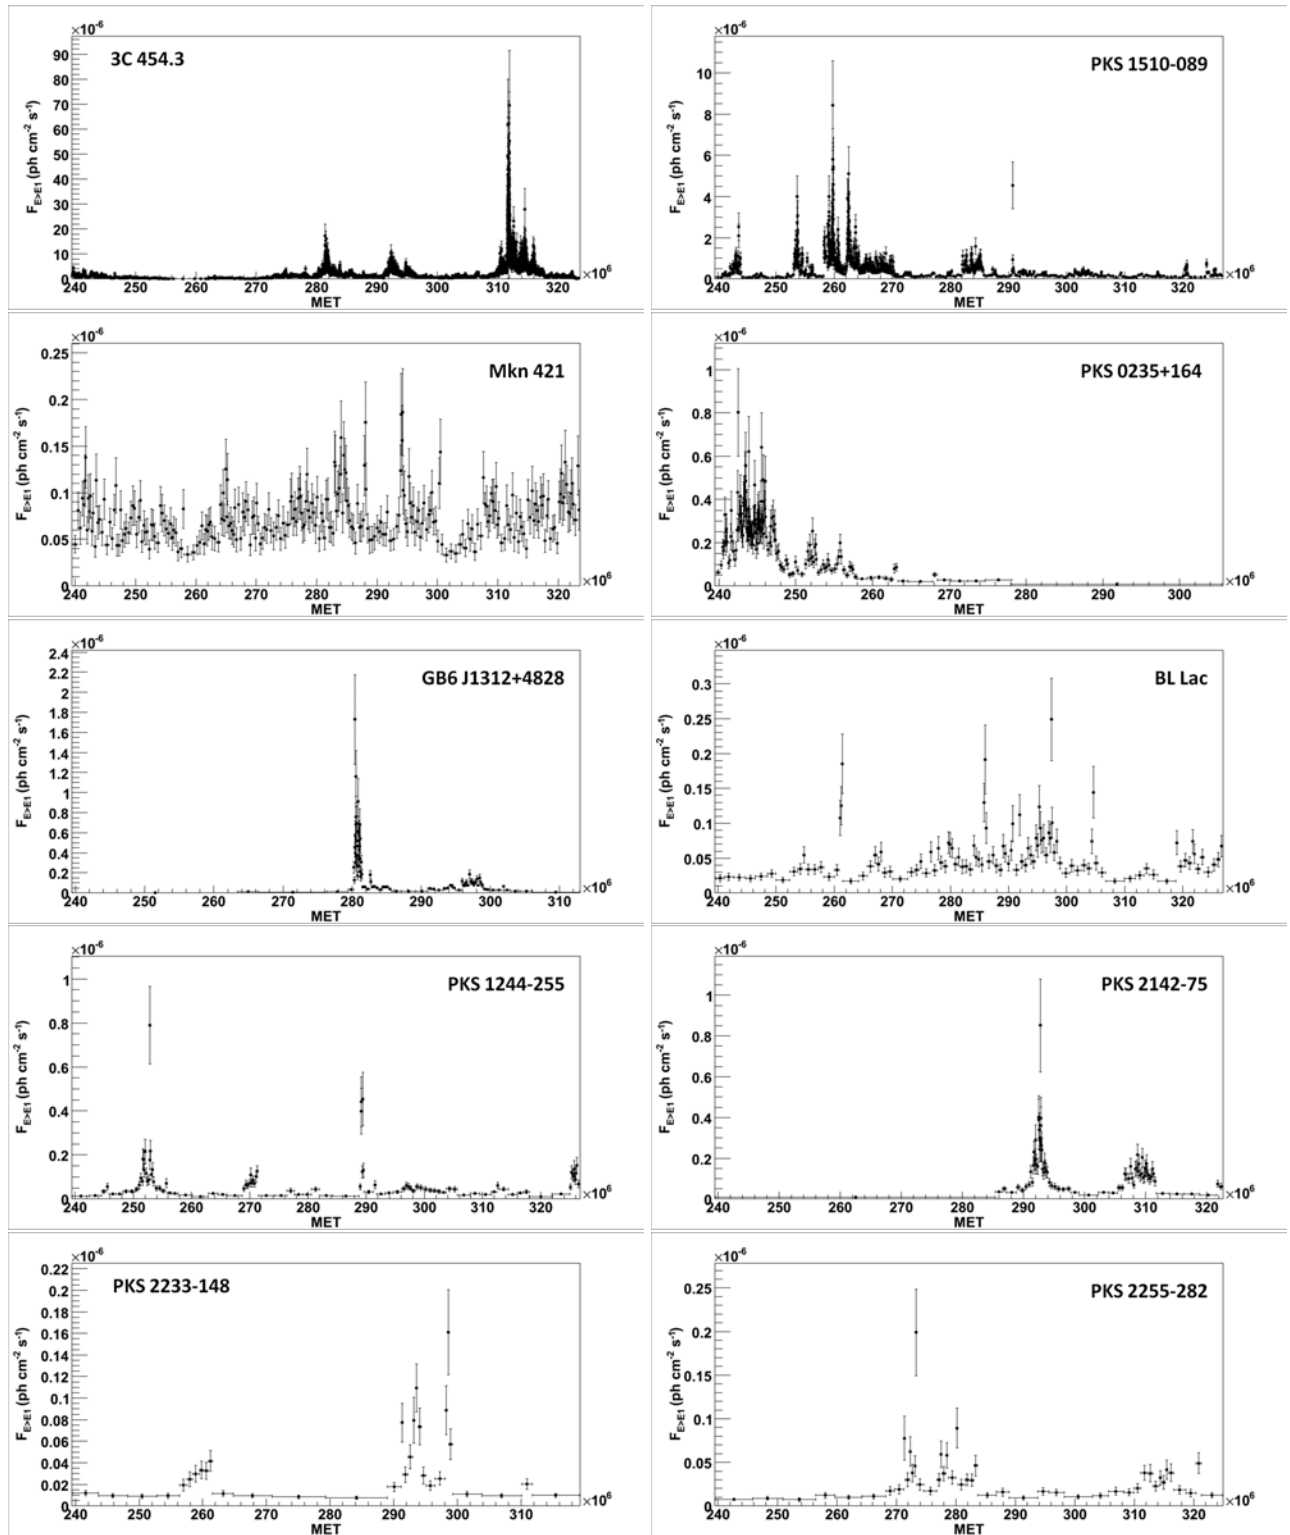 ×10⁻⁶
3C 454.3
F_E>E1 (ph cm⁻² s⁻¹)
90
80
70
60
50
40
30
20
10
0
240 250 260 270 280 290 300 310 320
×10⁶
MET
×10⁻⁶
PKS 1510-089
F_E>E1 (ph cm⁻² s⁻¹)
10
8
6
4
2
0
240 250 260 270 280 290 300 310 320
×10⁶
MET
×10⁻⁶
Mkn 421
F_E>E1 (ph cm⁻² s⁻¹)
0.25
0.2
0.15
0.1
0.05
0
240 250 260 270 280 290 300 310 320
×10⁶
MET
×10⁻⁶
PKS 0235+164
F_E>E1 (ph cm⁻² s⁻¹)
1
0.8
0.6
0.4
0.2
0
240 250 260 270 280 290 300
×10⁶
MET
×10⁻⁶
GB6 J1312+4828
F_E>E1 (ph cm⁻² s⁻¹)
2.4
2.2
2
1.8
1.6
1.4
1.2
1
0.8
0.6
0.4
0.2
0
240 250 260 270 280 290 300 310
×10⁶
MET
×10⁻⁶
BL Lac
F_E>E1 (ph cm⁻² s⁻¹)
0.3
0.25
0.2
0.15
0.1
0.05
0
240 250 260 270 280 290 300 310 320
×10⁶
MET
×10⁻⁶
PKS 1244-255
F_E>E1 (ph cm⁻² s⁻¹)
1
0.8
0.6
0.4
0.2
0
240 250 260 270 280 290 300 310 320
×10⁶
MET
×10⁻⁶
PKS 2142-75
F_E>E1 (ph cm⁻² s⁻¹)
1
0.8
0.6
0.4
0.2
0
240 250 260 270 280 290 300 310 320
×10⁶
MET
×10⁻⁶
PKS 2233-148
F_E>E1 (ph cm⁻² s⁻¹)
0.22
0.2
0.18
0.16
0.14
0.12
0.1
0.08
0.06
0.04
0.02
0
240 250 260 270 280 290 300 310
×10⁶
MET
×10⁻⁶
PKS 2255-282
F_E>E1 (ph cm⁻² s⁻¹)
0.25
0.2
0.15
0.1
0.05
0
240 250 260 270 280 290 300 310 320
×10⁶
MET